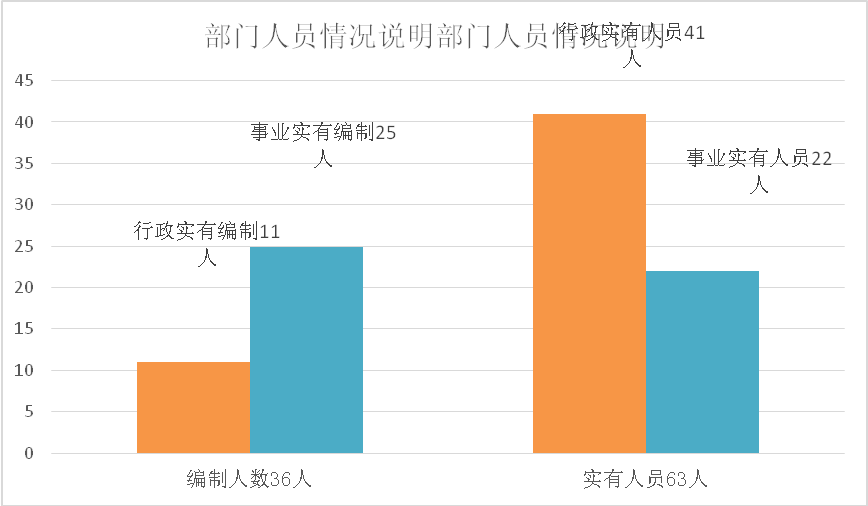 部门人员情况说明部门人员情况说明
行政实有人员41
人
45
40
35
30
25
20
15
10
5
0
事业实有编制25
人
事业实有人员22
人
行政实有编制11
人
编制人数36人
实有人员63人